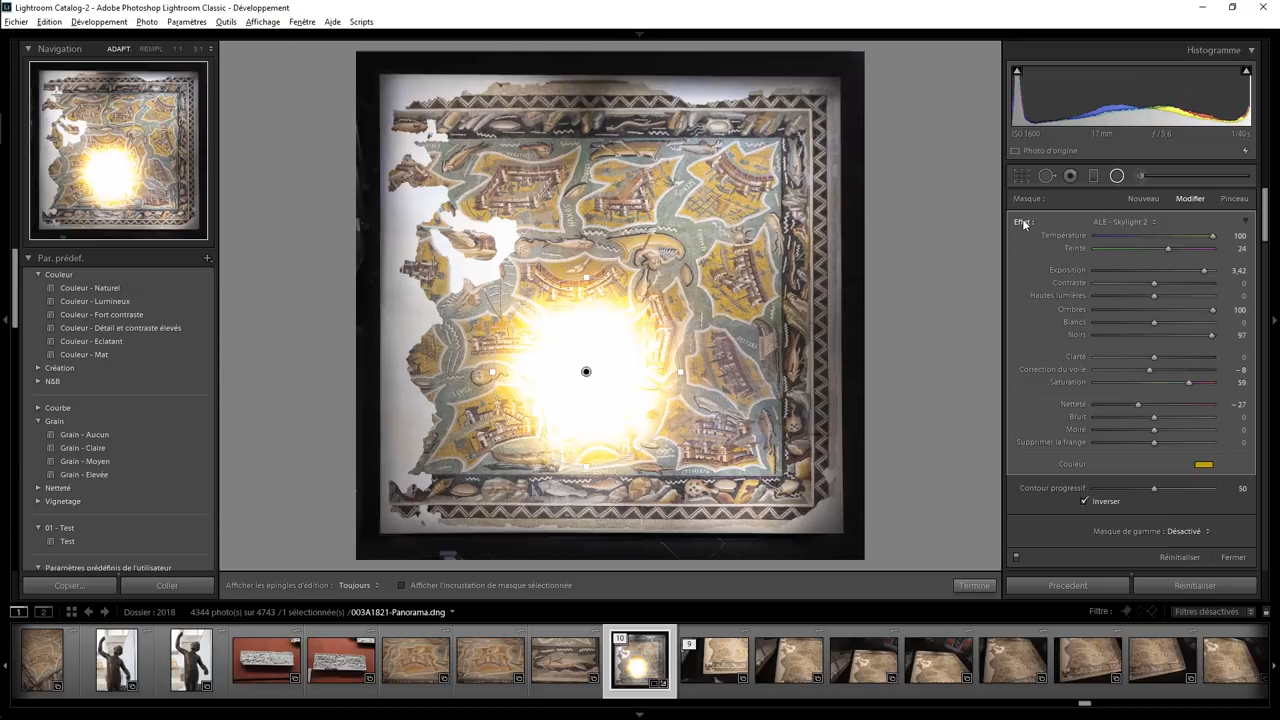 Lightroom Catalog-2 - Adobe Photoshop Lightroom Classic - Développement
Fichier Edition Développement Photo Paramètres Outils Affichage Fenêtre Aide Scripts
Navigation ADAPT. REMPL. 1:1 3:1
Par. prédef.
Couleur
Couleur - Naturel
Couleur - Lumineux
Couleur - Fort contraste
Couleur - Détail et contraste élevés
Couleur - Eclatant
Couleur - Mat
Création
N&B
Courbe
Grain
Grain - Aucun
Grain - Claire
Grain - Moyen
Grain - Elevée
Netteté
Vignetage
01 - Test
Test
Paramètres prédéfinis de l'utilisateur
Copier... Coller
Afficher les épingles d'édition : Toujours Afficher l'incrustation de masque sélectionnée Terminé
Histogramme
ISO 1600 17 mm ƒ / 5,6 1/40 s
Photo d'origine
Masque : Nouveau Modifier Pinceau
Effet : ALE - Skylight 2
Température 100
Teinte 24
Exposition 3,42
Contraste 0
Hautes lumières 0
Ombres 100
Blancs 0
Noirs 97
Clarté 0
Correction du voile – 8
Saturation 59
Netteté – 27
Bruit 0
Moiré 0
Supprimer la frange 0
Couleur
Contour progressif 50
Inverser
Masque de gamme : Désactivé
Réinitialiser Fermer
Précédent Réinitialiser
1 2 Dossier : 2018 4344 photo(s) sur 4743 /1 sélectionnée(s) /003A1821-Panorama.dng Filtre : Filtres désactivés
10 9